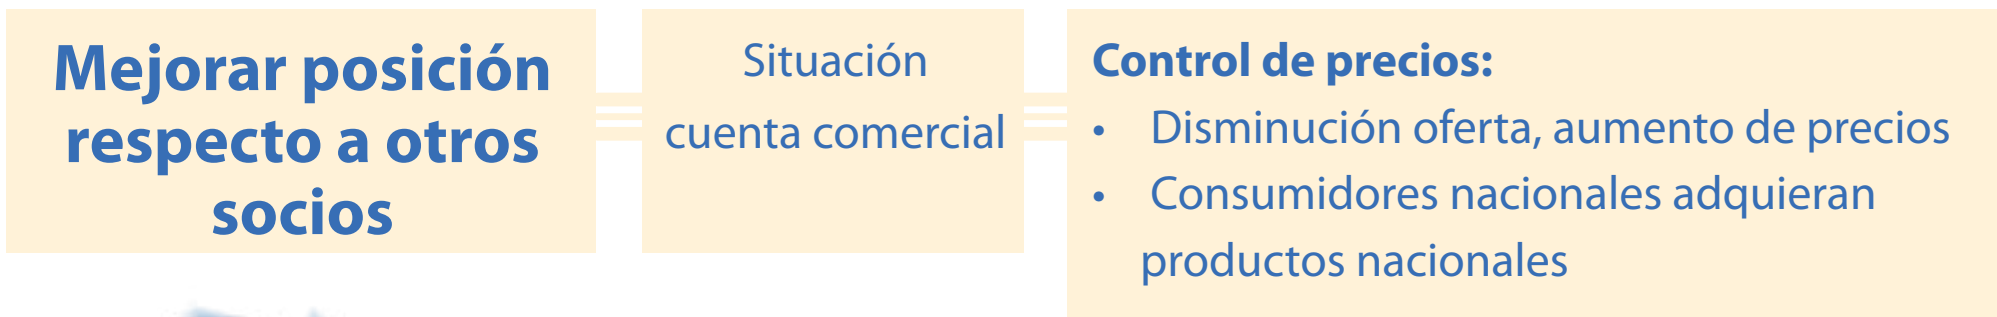 Mejorar posición
respecto a otros
socios
Situación
cuenta comercial
Control de precios:
• Disminución oferta, aumento de precios
• Consumidores nacionales adquieran
productos nacionales